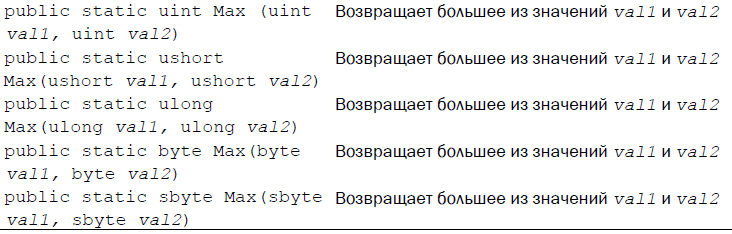 public static uint Max (uint Возвращает большее из значений val1 и val2
val1, uint val2)
public static ushort Возвращает большее из значений val1 и val2
Max(ushort val1, ushort val2)
public static ulong Возвращает большее из значений val1 и val2
Max(ulong val1, ulong val2)
public static byte Max(byte Возвращает большее из значений val1 и val2
val1, byte val2)
public static sbyte Max(sbyte Возвращает большее из значений val1 и val2
val1, sbyte val2)